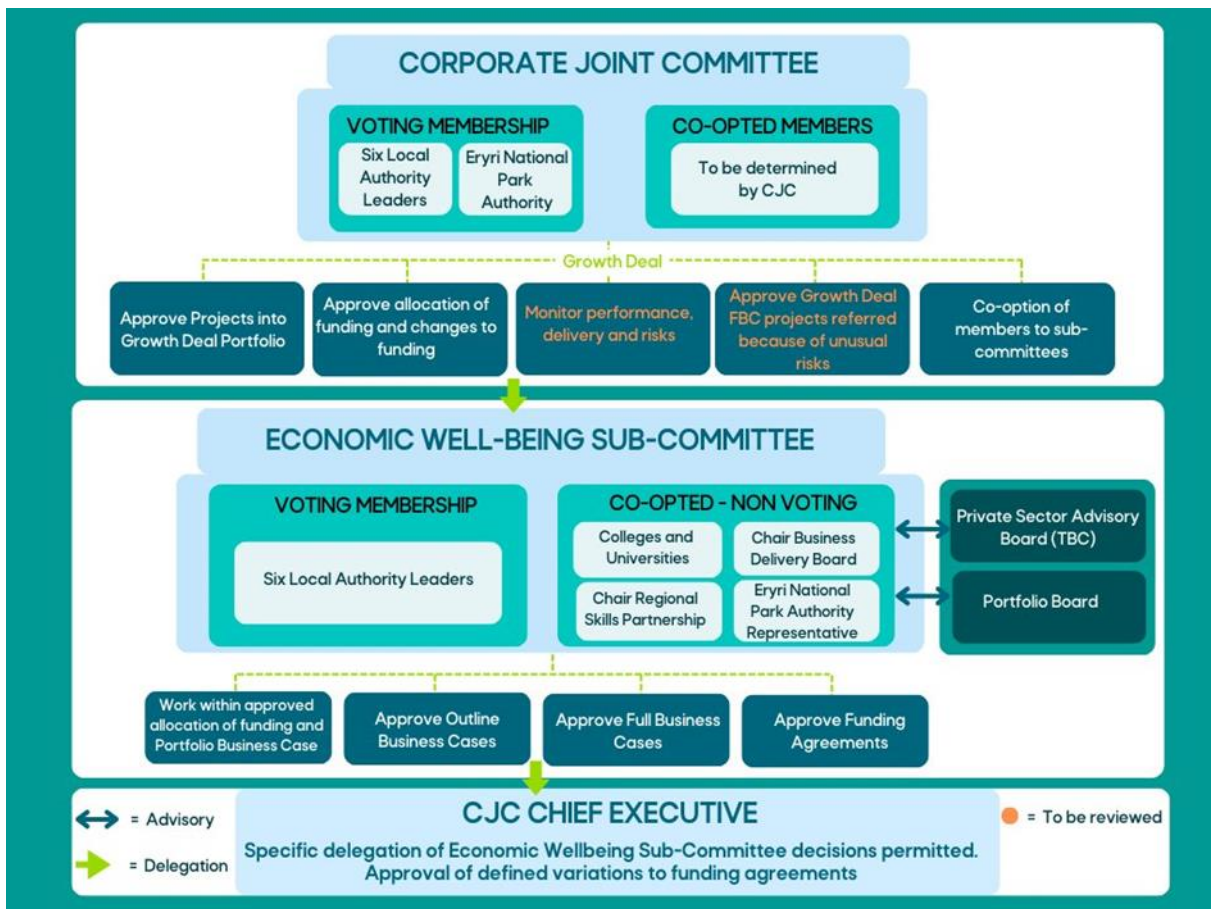 CORPORATE JOINT COMMITTEE
VOTING MEMBERSHIP
Six Local
Authority
Leaders
Eryri National
Park
Authority
CO-OPTED MEMBERS
To be determined
by CJC
Growth Deal
Approve Projects into
Growth Deal Portfolio
Approve allocation of
funding and changes to
funding
Monitor performance,
delivery and risks
Approve Growth Deal
FBC projects referred
because of unusual
risks
Co-option of
members to sub-
committees
ECONOMIC WELL-BEING SUB-COMMITTEE
VOTING MEMBERSHIP
Six Local Authority Leaders
CO-OPTED - NON VOTING
Colleges and
Universities
Chair Business
Delivery Board
Chair Regional
Skills Partnership
Eryri National
Park Authority
Representative
Private Sector Advisory
Board (TBC)
Portfolio Board
Work within approved
allocation of funding and
Portfolio Business Case
Approve Outline
Business Cases
Approve Full Business
Cases
Approve Funding
Agreements
= Advisory
= Delegation
CJC CHIEF EXECUTIVE
Specific delegation of Economic Wellbeing Sub-Committee decisions permitted.
Approval of defined variations to funding agreements
= To be reviewed